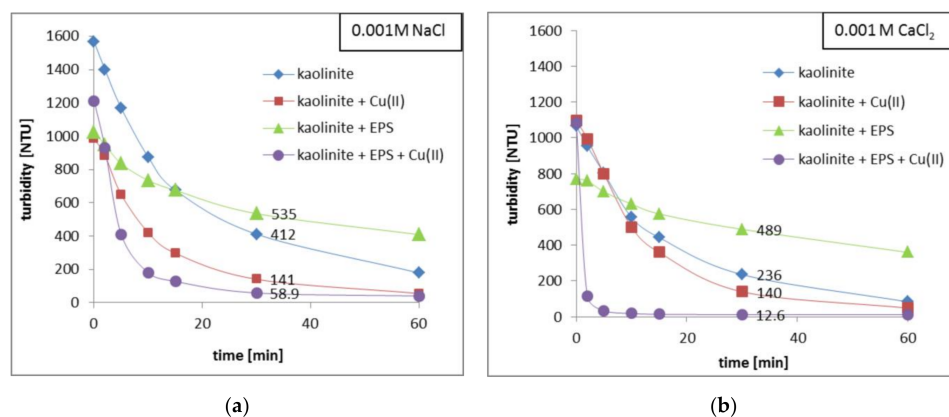 0.001M NaCl
1600
1400
1200
1000
800
600
400
200
0
turbidity [NTU]
kaolinite
kaolinite + Cu(II)
kaolinite + EPS
kaolinite + EPS + Cu(II)
535
412
141
58.9
0
20
40
60
time [min]
(a)
0.001 M CaCl₂
1600
1400
1200
1000
800
600
400
200
0
turbidity [NTU]
kaolinite
kaolinite + Cu(II)
kaolinite + EPS
kaolinite + EPS + Cu(II)
489
236
140
12.6
0
20
40
60
time [min]
(b)